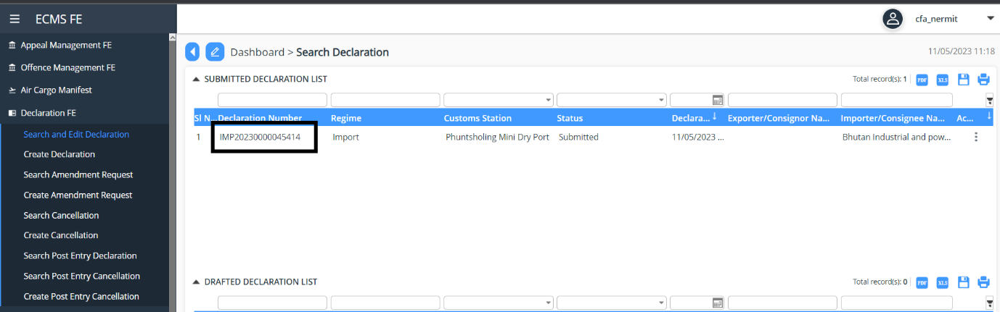 ECMS FE
cfa_nermit
Appeal Management FE
Offence Management FE
Air Cargo Manifest
Declaration FE
Search and Edit Declaration
Create Declaration
Search Amendment Request
Create Amendment Request
Search Cancellation
Create Cancellation
Search Post Entry Declaration
Search Post Entry Cancellation
Create Post Entry Cancellation
Dashboard > Search Declaration
11/05/2023 11:18
SUBMITTED DECLARATION LIST
Total record(s): 1
PDF XLS
Sl N... Declaration Number Regime Customs Station Status Declara... Exporter/Consignor Na... Importer/Consignee Na... Ac...
1 IMP20230000045414 Import Phuntsholing Mini Dry Port Submitted 11/05/2023 ... Bhutan Industrial and pow...
DRAFTED DECLARATION LIST
Total record(s): 0
PDF XLS